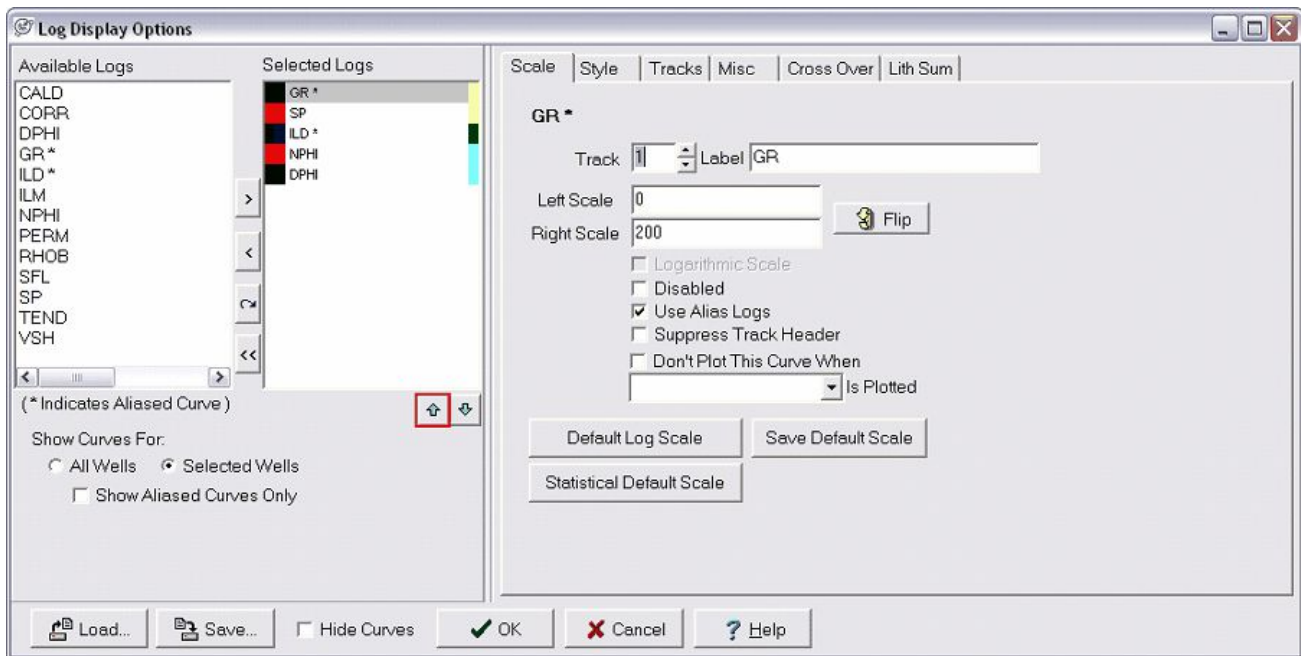 Log Display Options
Available Logs
CALD
CORR
DPHI
GR *
ILD *
ILM
NPHI
PERM
RHOB
SFL
SP
TEND
VSH
(* Indicates Aliased Curve )
Show Curves For:
All Wells Selected Wells
Show Aliased Curves Only
>
<
<<
Selected Logs
GR *
SP
ILD *
NPHI
DPHI
Scale Style Tracks Misc Cross Over Lith Sum
GR *
Track 1 Label GR
Left Scale 0
Flip
Right Scale 200
Logarithmic Scale
Disabled
Use Alias Logs
Suppress Track Header
Don't Plot This Curve When
Is Plotted
Default Log Scale Save Default Scale
Statistical Default Scale
Load... Save... Hide Curves OK Cancel ? Help